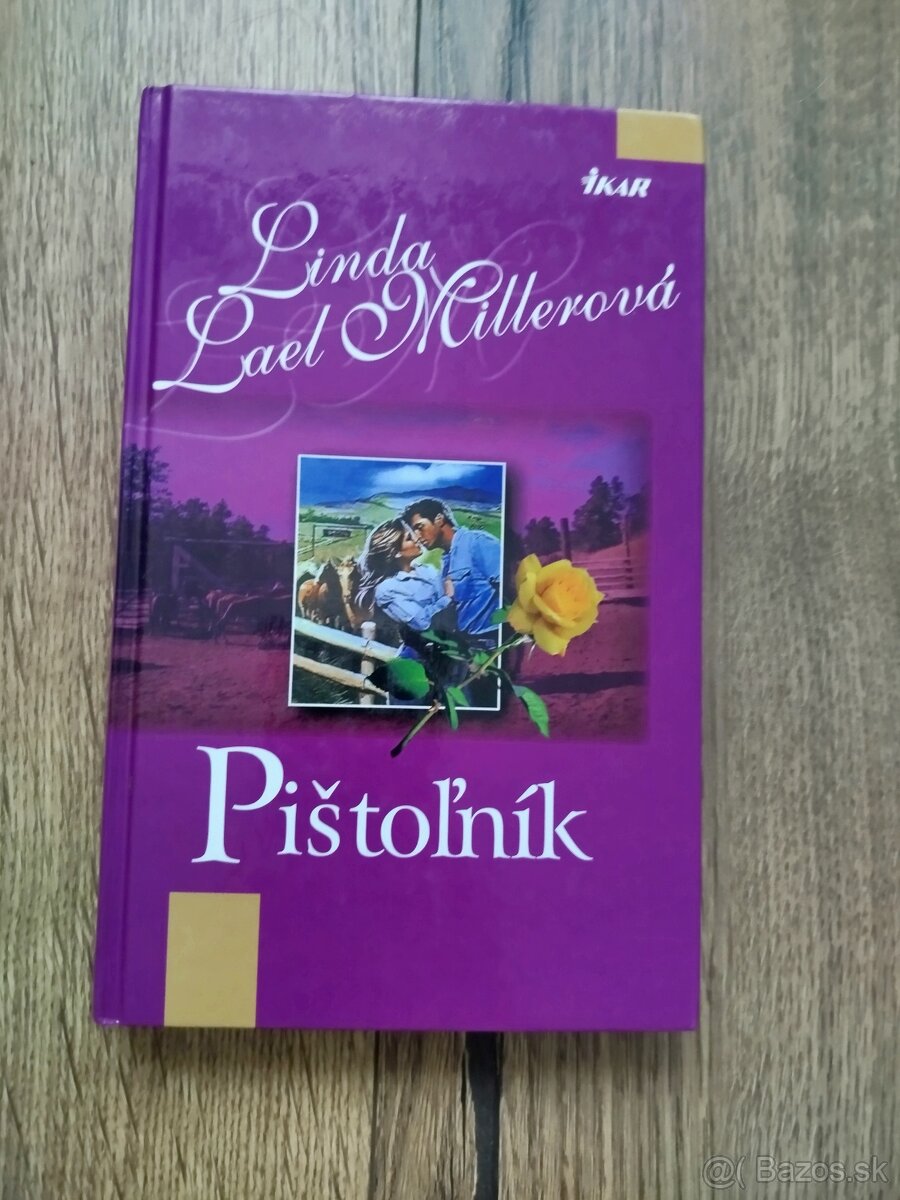 iKAR
Linda
Lael Millerová
Pištoľník
@( Bazos.sk